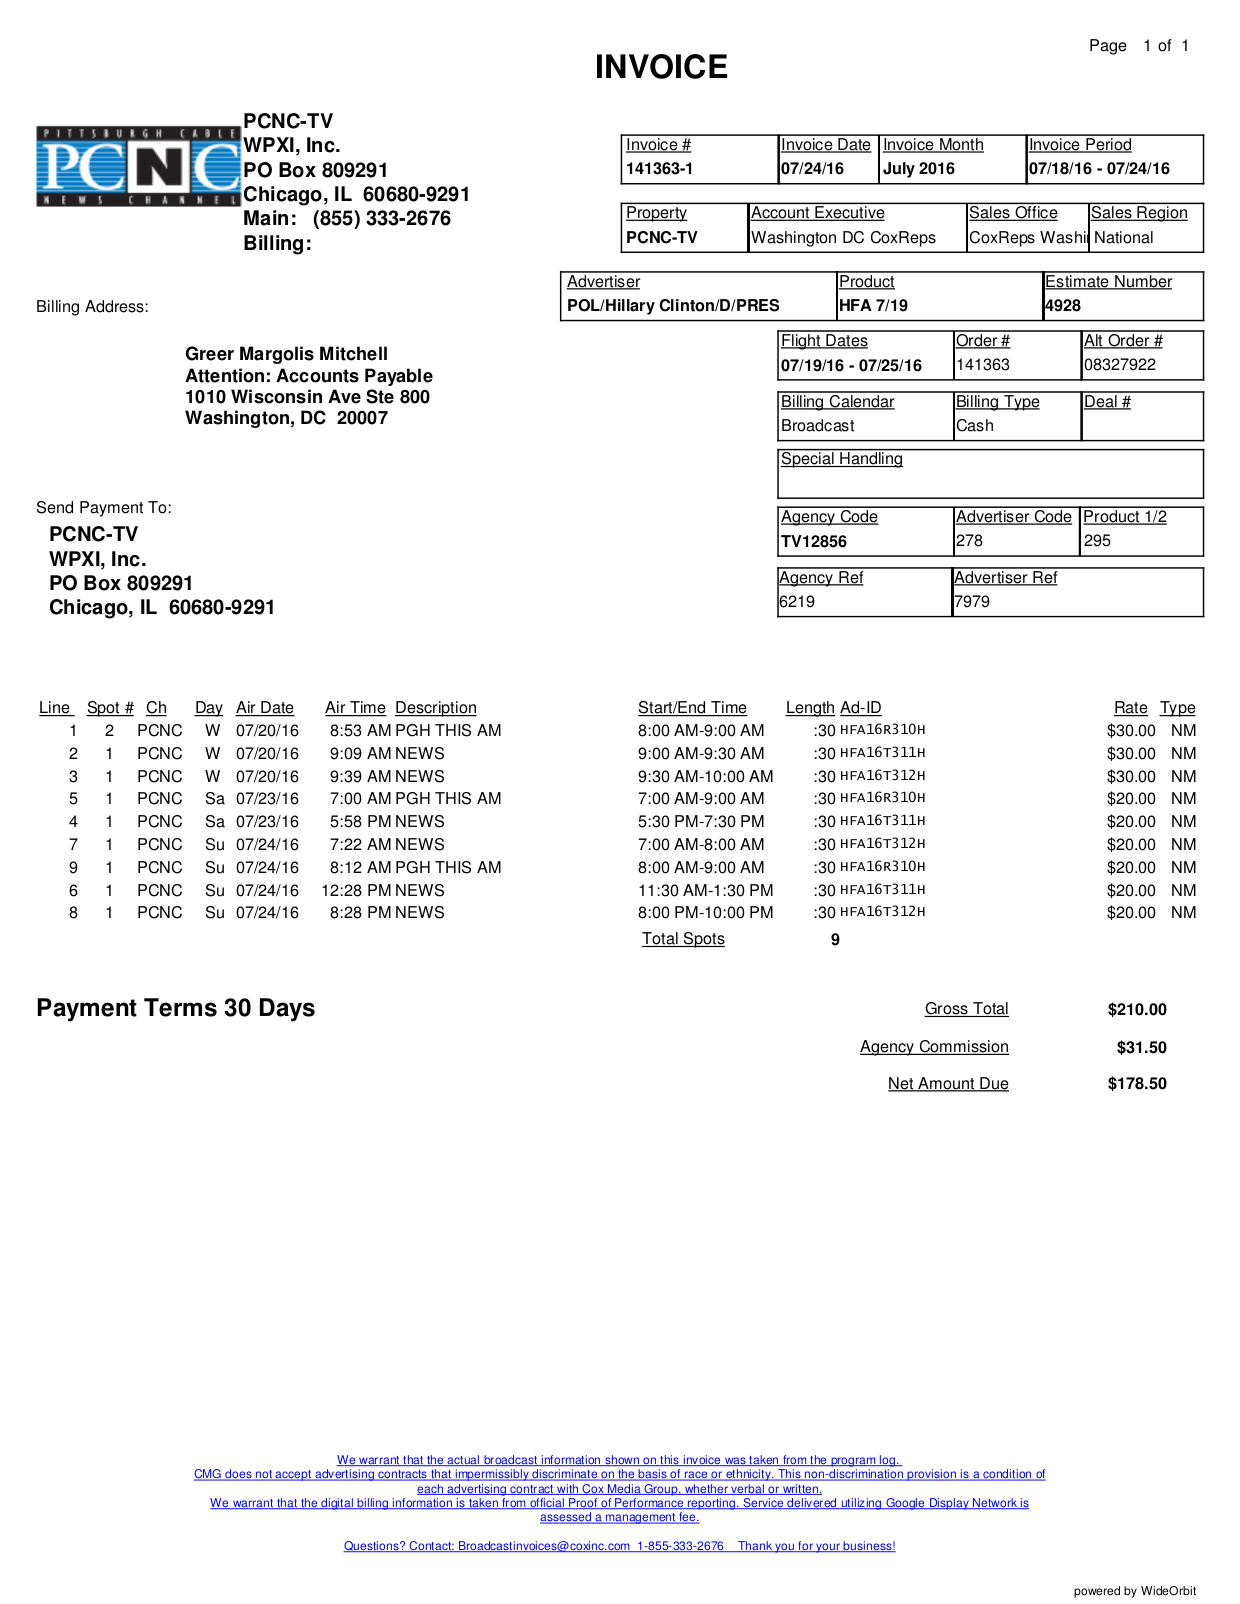 Page 1 of 1
INVOICE
PITTSBURGH CABLE
PCNC
NEWS CHANNEL
PCNC-TV
WPXI, Inc.
PO Box 809291
Chicago, IL 60680-9291
Main: (855) 333-2676
Billing:
Invoice # Invoice Date Invoice Month Invoice Period
141363-1 07/24/16 July 2016 07/18/16 - 07/24/16
Property Account Executive Sales Office Sales Region
PCNC-TV Washington DC CoxReps CoxReps Washi National
Advertiser Product Estimate Number
POL/Hillary Clinton/D/PRES HFA 7/19 4928
Billing Address:
Greer Margolis Mitchell
Attention: Accounts Payable
1010 Wisconsin Ave Ste 800
Washington, DC 20007
Flight Dates Order # Alt Order #
07/19/16 - 07/25/16 141363 08327922
Billing Calendar Billing Type Deal #
Broadcast Cash
Special Handling
Send Payment To:
PCNC-TV
WPXI, Inc.
PO Box 809291
Chicago, IL 60680-9291
Agency Code Advertiser Code Product 1/2
TV12856 278 295
Agency Ref Advertiser Ref
6219 7979
Line Spot # Ch Day Air Date Air Time Description Start/End Time Length Ad-ID Rate Type
1 2 PCNC W 07/20/16 8:53 AM PGH THIS AM 8:00 AM-9:00 AM :30 HFA16R310H $30.00 NM
2 1 PCNC W 07/20/16 9:09 AM NEWS 9:00 AM-9:30 AM :30 HFA16T311H $30.00 NM
3 1 PCNC W 07/20/16 9:39 AM NEWS 9:30 AM-10:00 AM :30 HFA16T312H $30.00 NM
5 1 PCNC Sa 07/23/16 7:00 AM PGH THIS AM 7:00 AM-9:00 AM :30 HFA16R310H $20.00 NM
4 1 PCNC Sa 07/23/16 5:58 PM NEWS 5:30 PM-7:30 PM :30 HFA16T311H $20.00 NM
7 1 PCNC Su 07/24/16 7:22 AM NEWS 7:00 AM-8:00 AM :30 HFA16T312H $20.00 NM
9 1 PCNC Su 07/24/16 8:12 AM PGH THIS AM 8:00 AM-9:00 AM :30 HFA16R310H $20.00 NM
6 1 PCNC Su 07/24/16 12:28 PM NEWS 11:30 AM-1:30 PM :30 HFA16T311H $20.00 NM
8 1 PCNC Su 07/24/16 8:28 PM NEWS 8:00 PM-10:00 PM :30 HFA16T312H $20.00 NM
Total Spots 9
Payment Terms 30 Days
Gross Total $210.00
Agency Commission $31.50
Net Amount Due $178.50
We warrant that the actual broadcast information shown on this invoice was taken from the program log.
CMG does not accept advertising contracts that impermissibly discriminate on the basis of race or ethnicity. This non-discrimination provision is a condition of
each advertising contract with Cox Media Group, whether verbal or written.
We warrant that the digital billing information is taken from official Proof of Performance reporting. Service delivered utilizing Google Display Network is
assessed a management fee.
Questions? Contact: Broadcastinvoices@coxinc.com 1-855-333-2676 Thank you for your business!
powered by WideOrbit